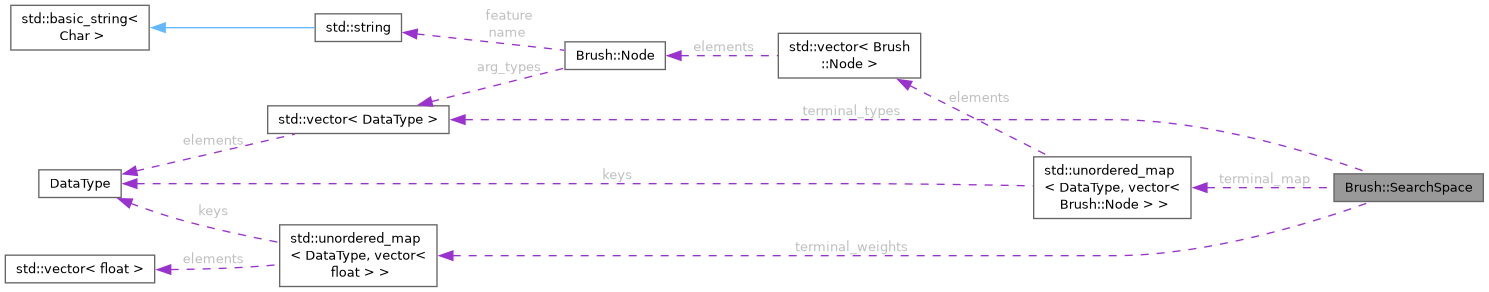 std::basic_string<
Char >
std::string
feature
name
Brush::Node
elements
std::vector< Brush
::Node >
arg_types
elements
std::vector< DataType >
terminal_types
elements
DataType
keys
std::unordered_map
< DataType, vector<
Brush::Node > >
terminal_map
Brush::SearchSpace
keys
std::unordered_map
< DataType, vector<
float > >
terminal_weights
elements
std::vector< float >